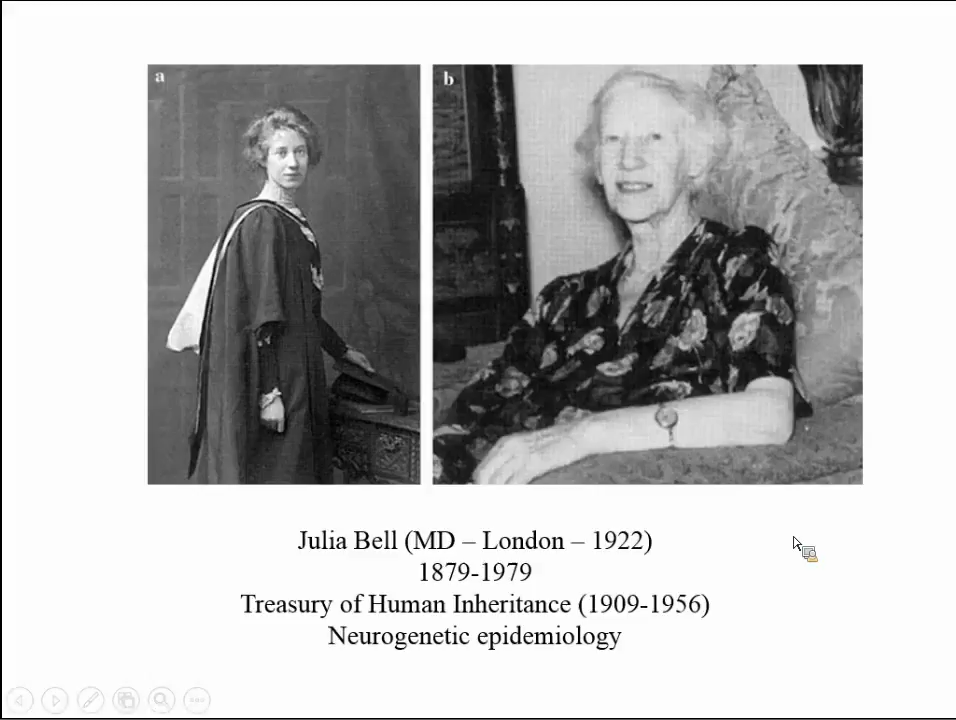 a
b
Julia Bell (MD – London – 1922)
1879-1979
Treasury of Human Inheritance (1909-1956)
Neurogenetic epidemiology